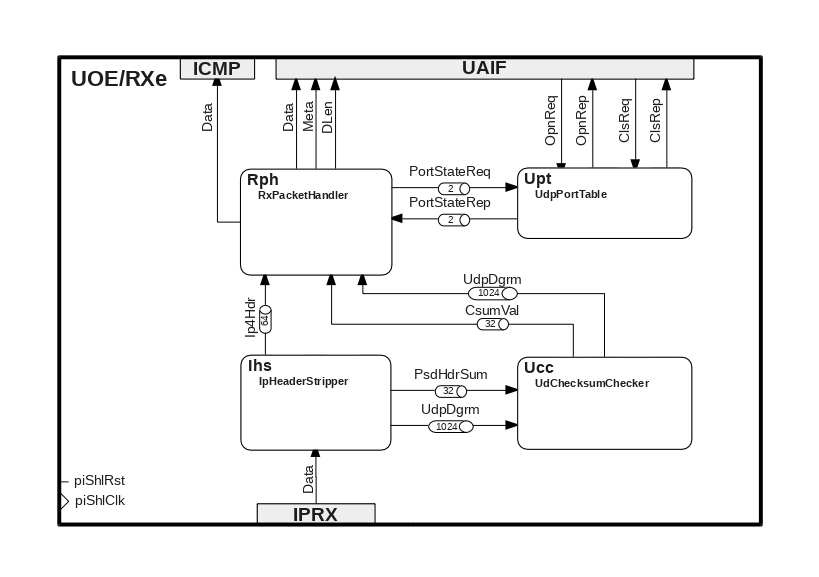 ICMP
UAIF
UOE/RXe
Data
Data
Meta
DLen
OpnReq
OpnRep
ClsReq
ClsRep
Rph
RxPacketHandler
PortStateReq
2
PortStateRep
2
Upt
UdpPortTable
UdpDgrm
1024
CsumVal
32
Ip4Hdr
64
Ihs
IpHeaderStripper
PsdHdrSum
32
UdpDgrm
1024
Ucc
UdChecksumChecker
Data
piShlRst
piShlClk
IPRX